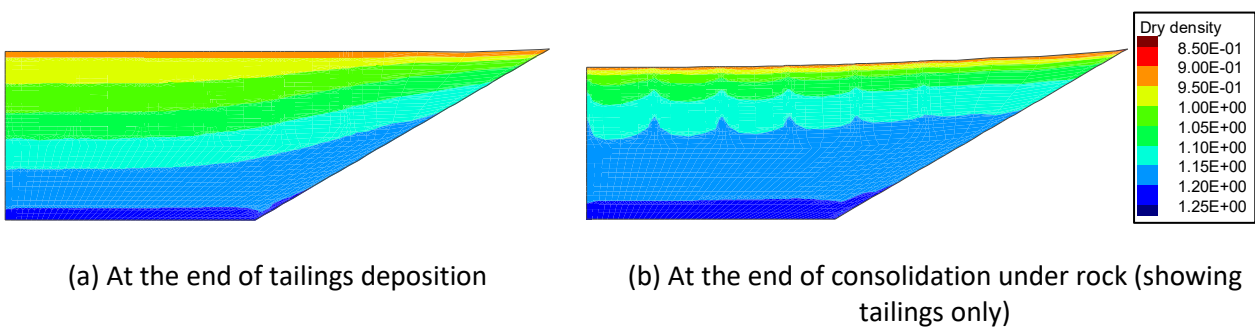 Dry density
8.50E-01
9.00E-01
9.50E-01
1.00E+00
1.05E+00
1.10E+00
1.15E+00
1.20E+00
1.25E+00
(a) At the end of tailings deposition
(b) At the end of consolidation under rock (showing
tailings only)